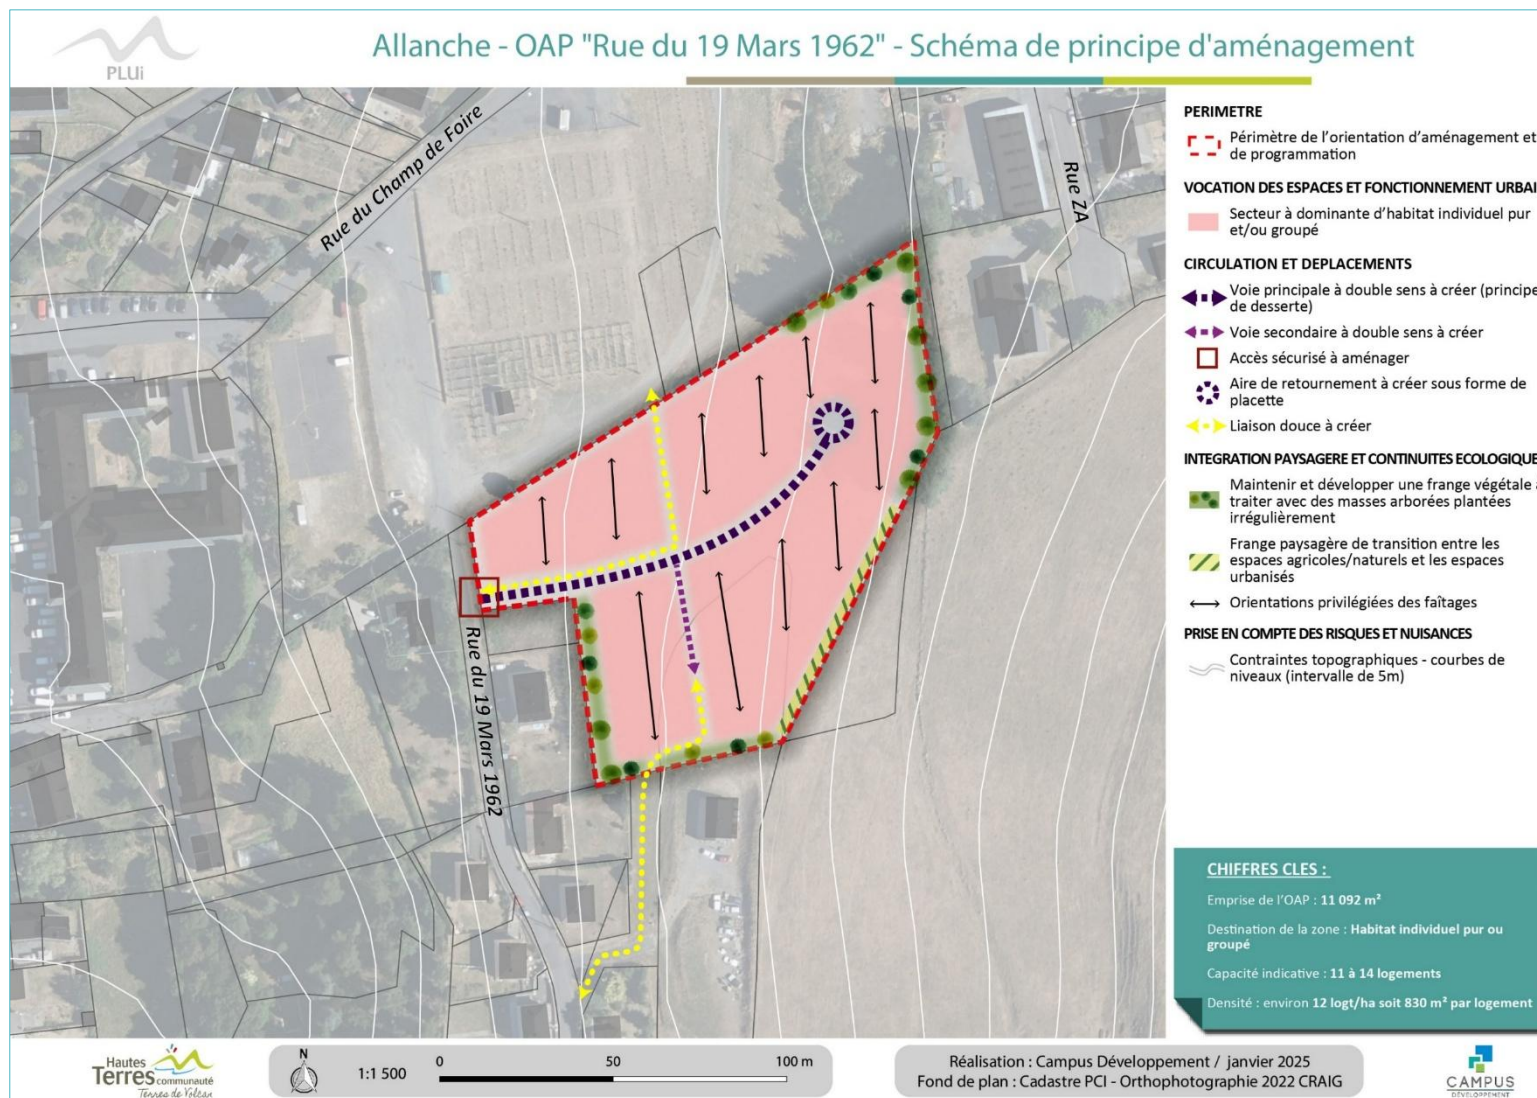 PLUi
Allanche - OAP "Rue du 19 Mars 1962" - Schéma de principe d'aménagement
Rue du Champ de Foire
Rue ZA
Rue du 19 Mars 1962
PERIMETRE
Périmètre de l'orientation d'aménagement et
de programmation
VOCATION DES ESPACES ET FONCTIONNEMENT URBAI
Secteur à dominante d'habitat individuel pur
et/ou groupé
CIRCULATION ET DEPLACEMENTS
Voie principale à double sens à créer (principe
de desserte)
Voie secondaire à double sens à créer
Accès sécurisé à aménager
Aire de retournement à créer sous forme de
placette
Liaison douce à créer
INTEGRATION PAYSAGERE ET CONTINUITES ECOLOGIQUE
Maintenir et développer une frange végétale à
traiter avec des masses arborées plantées
irrégulièrement
Frange paysagère de transition entre les
espaces agricoles/naturels et les espaces
urbanisés
Orientations privilégiées des faîtages
PRISE EN COMPTE DES RISQUES ET NUISANCES
Contraintes topographiques - courbes de
niveaux (intervalle de 5m)
CHIFFRES CLES :
Emprise de l'OAP : 11 092 m²
Destination de la zone : Habitat individuel pur ou
groupé
Capacité indicative : 11 à 14 logements
Densité : environ 12 logt/ha soit 830 m² par logement
Hautes
Terres communauté
Terres de Volcan
N
1:1 500
0 50 100 m
Réalisation : Campus Développement / janvier 2025
Fond de plan : Cadastre PCI - Orthophotographie 2022 CRAIG
CAMPUS
DÉVELOPPEMENT